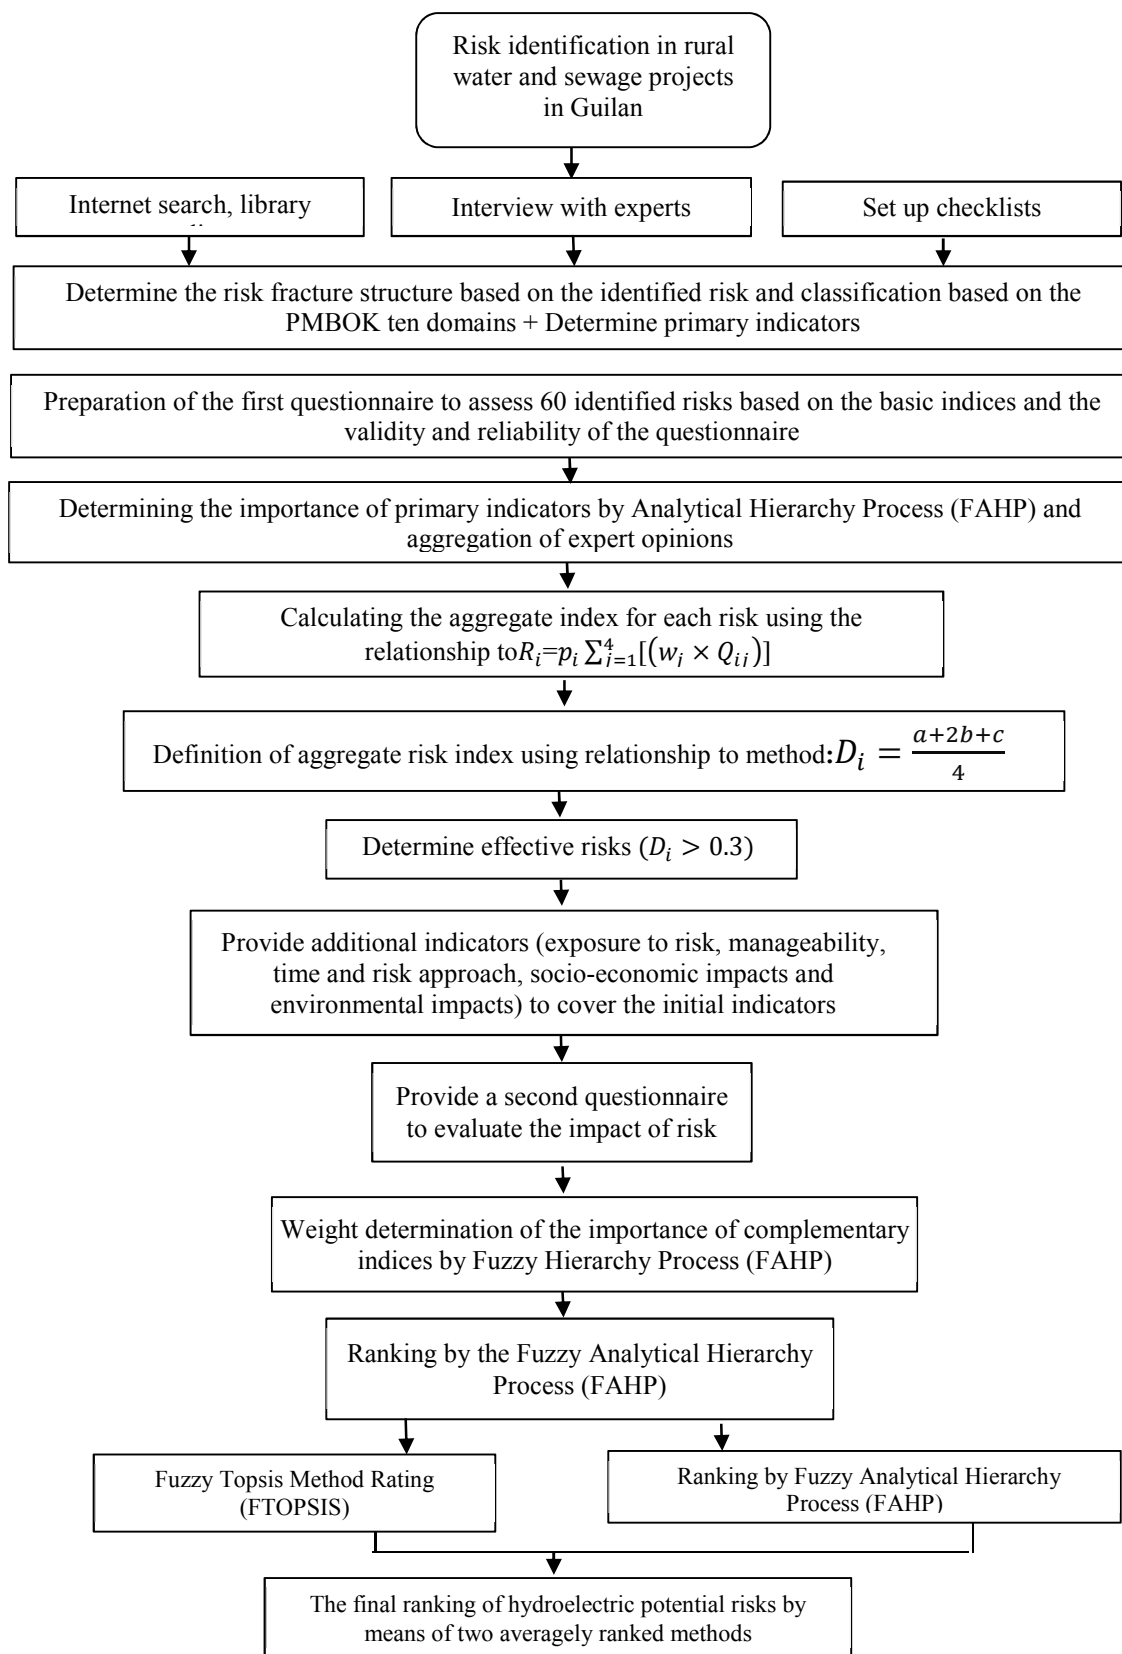 Risk identification in rural
water and sewage projects
in Guilan
Internet search, library
Interview with experts
Set up checklists
Determine the risk fracture structure based on the identified risk and classification based on the
PMBOK ten domains + Determine primary indicators
Preparation of the first questionnaire to assess 60 identified risks based on the basic indices and the
validity and reliability of the questionnaire
Determining the importance of primary indicators by Analytical Hierarchy Process (FAHP) and
aggregation of expert opinions
Calculating the aggregate index for each risk using the
relationship to𝑅ᵢ=𝑝ᵢ ∑⁴ⱼ₌₁[(𝑤ⱼ × 𝑄ᵢⱼ)]
Definition of aggregate risk index using relationship to method:𝐷ᵢ = (a+2b+c)/4
Determine effective risks (𝐷ᵢ > 0.3)
Provide additional indicators (exposure to risk, manageability,
time and risk approach, socio-economic impacts and
environmental impacts) to cover the initial indicators
Provide a second questionnaire
to evaluate the impact of risk
Weight determination of the importance of complementary
indices by Fuzzy Hierarchy Process (FAHP)
Ranking by the Fuzzy Analytical Hierarchy
Process (FAHP)
Fuzzy Topsis Method Rating
(FTOPSIS)
Ranking by Fuzzy Analytical Hierarchy
Process (FAHP)
The final ranking of hydroelectric potential risks by
means of two averagely ranked methods